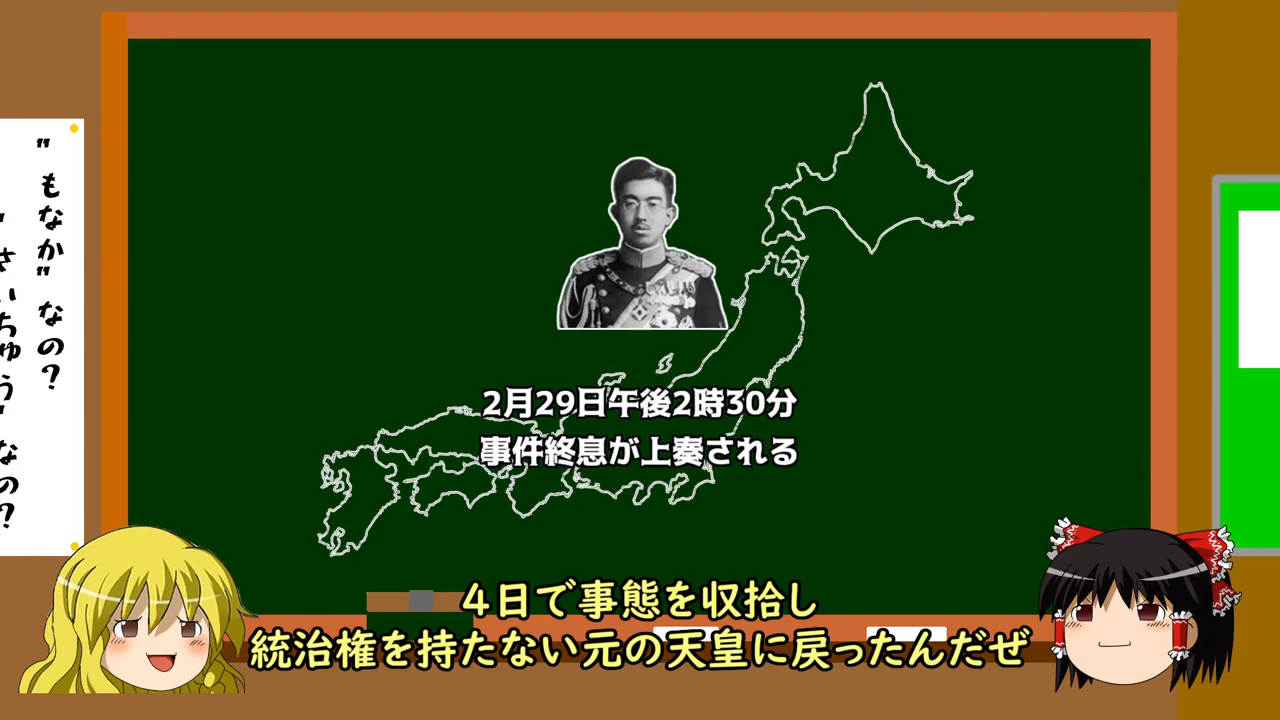 "もなか"なの?
"さいちゅう"なの?
2月29日午後2時30分
事件終息が上奏される
4日で事態を収拾し
統治権を持たない元の天皇に戻ったんだぜ